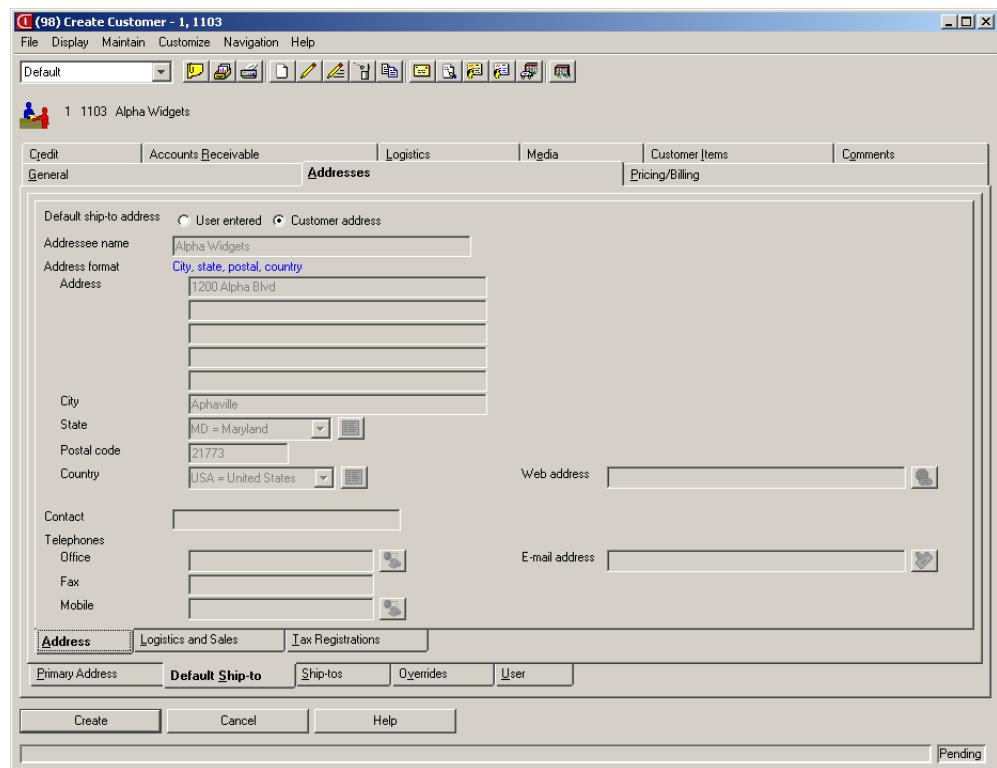 (98) Create Customer - 1, 1103
File Display Maintain Customize Navigation Help
Default
1 1103 Alpha Widgets
Credit Accounts Receivable Logistics Media Customer Items Comments
General Addresses Pricing/Billing
Default ship-to address User entered Customer address
Addressee name Alpha Widgets
Address format City, state, postal, country
Address 1200 Alpha Blvd
City Aphaville
State MD = Maryland
Postal code 21773
Country USA = United States Web address
Contact
Telephones
Office E-mail address
Fax
Mobile
Address Logistics and Sales Tax Registrations
Primary Address Default Ship-to Ship-tos Overrides User
Create Cancel Help
Pending